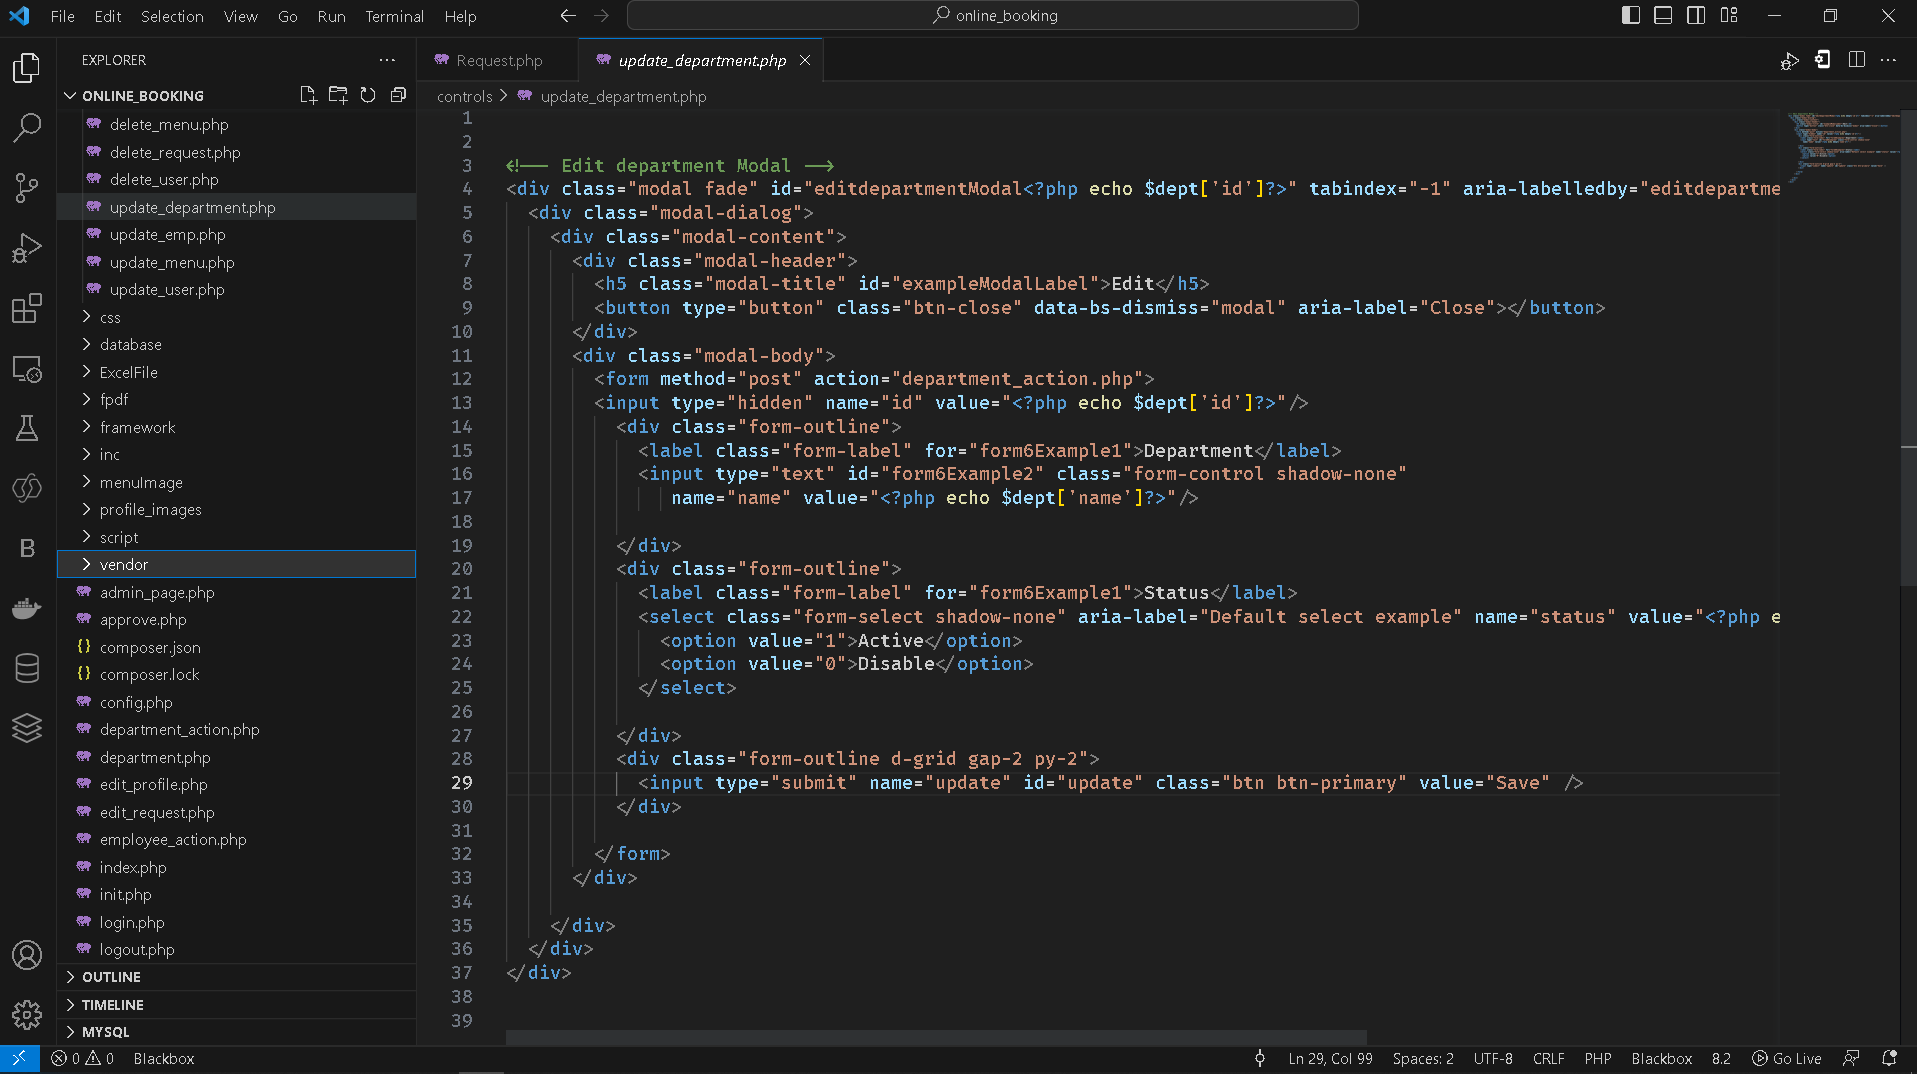 File Edit Selection View Go Run Terminal Help
online_booking
EXPLORER
Request.php
update_department.php
ONLINE_BOOKING
controls > update_department.php
delete_menu.php
delete_request.php
delete_user.php
update_department.php
update_emp.php
update_menu.php
update_user.php
css
database
ExcelFile
fpdf
framework
inc
menuImage
profile_images
script
vendor
admin_page.php
approve.php
composer.json
composer.lock
config.php
department_action.php
department.php
edit_profile.php
edit_request.php
employee_action.php
index.php
init.php
login.php
logout.php
OUTLINE
TIMELINE
MYSQL
1
2
3 <!-- Edit department Modal -->
4 <div class="modal fade" id="editdepartmentModal<?php echo $dept['id']?>" tabindex="-1" aria-labelledby="editdepartme
5 <div class="modal-dialog">
6 <div class="modal-content">
7 <div class="modal-header">
8 <h5 class="modal-title" id="exampleModalLabel">Edit</h5>
9 <button type="button" class="btn-close" data-bs-dismiss="modal" aria-label="Close"></button>
10 </div>
11 <div class="modal-body">
12 <form method="post" action="department_action.php">
13 <input type="hidden" name="id" value="<?php echo $dept['id']?>"/>
14 <div class="form-outline">
15 <label class="form-label" for="form6Example1">Department</label>
16 <input type="text" id="form6Example2" class="form-control shadow-none"
17 name="name" value="<?php echo $dept['name']?>"/>
18
19 </div>
20 <div class="form-outline">
21 <label class="form-label" for="form6Example1">Status</label>
22 <select class="form-select shadow-none" aria-label="Default select example" name="status" value="<?php e
23 <option value="1">Active</option>
24 <option value="0">Disable</option>
25 </select>
26
27 </div>
28 <div class="form-outline d-grid gap-2 py-2">
29 <input type="submit" name="update" id="update" class="btn btn-primary" value="Save" />
30 </div>
31
32 </form>
33 </div>
34
35 </div>
36 </div>
37 </div>
38
39
0 0 Blackbox Ln 29, Col 99 Spaces: 2 UTF-8 CRLF PHP Blackbox 8.2 Go Live